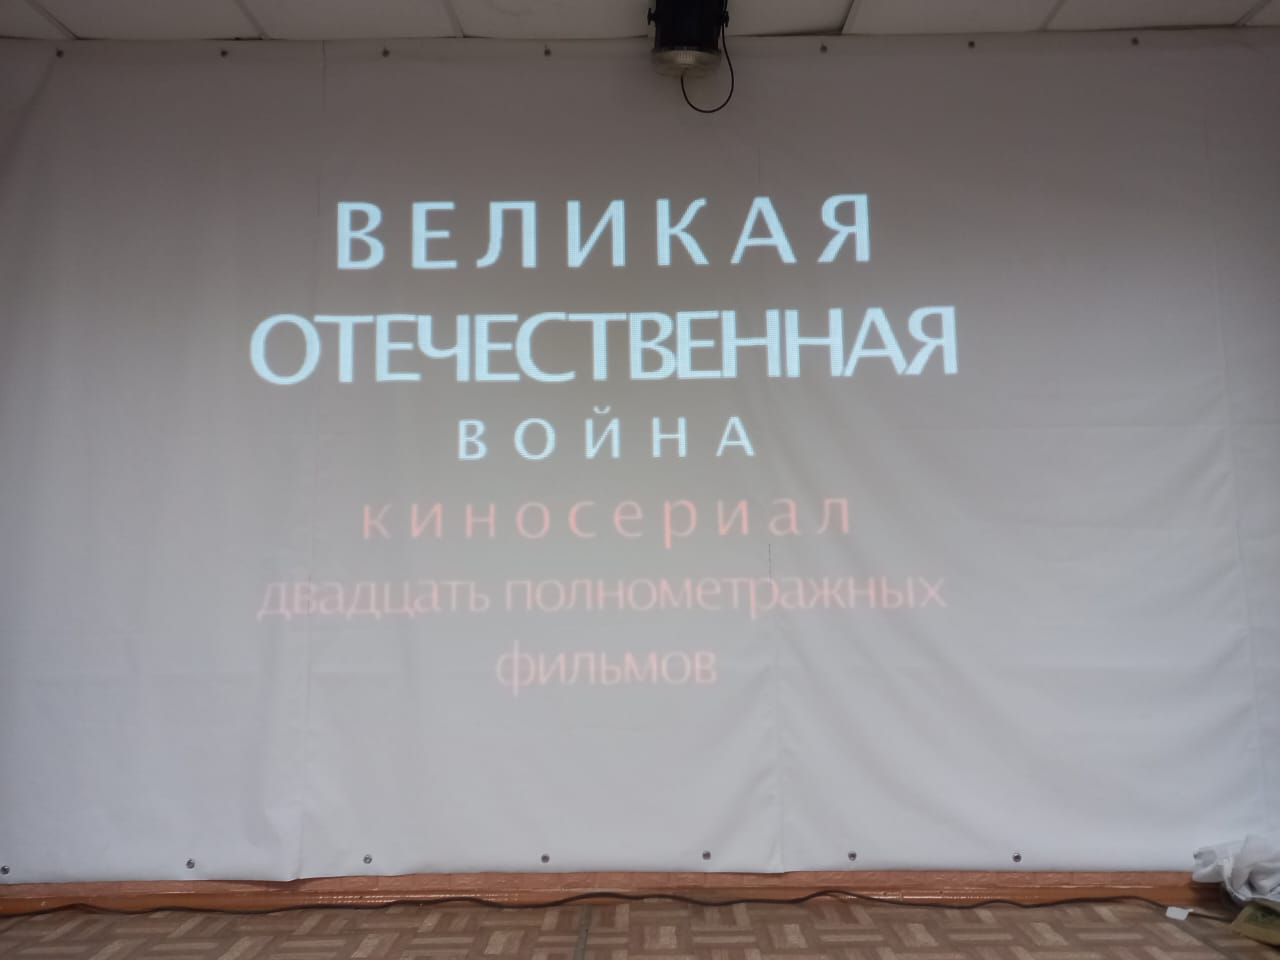 ВЕЛИКАЯ
ОТЕЧЕСТВЕННАЯ
ВОЙНА
киносериал
двадцать полнометражных
фильмов